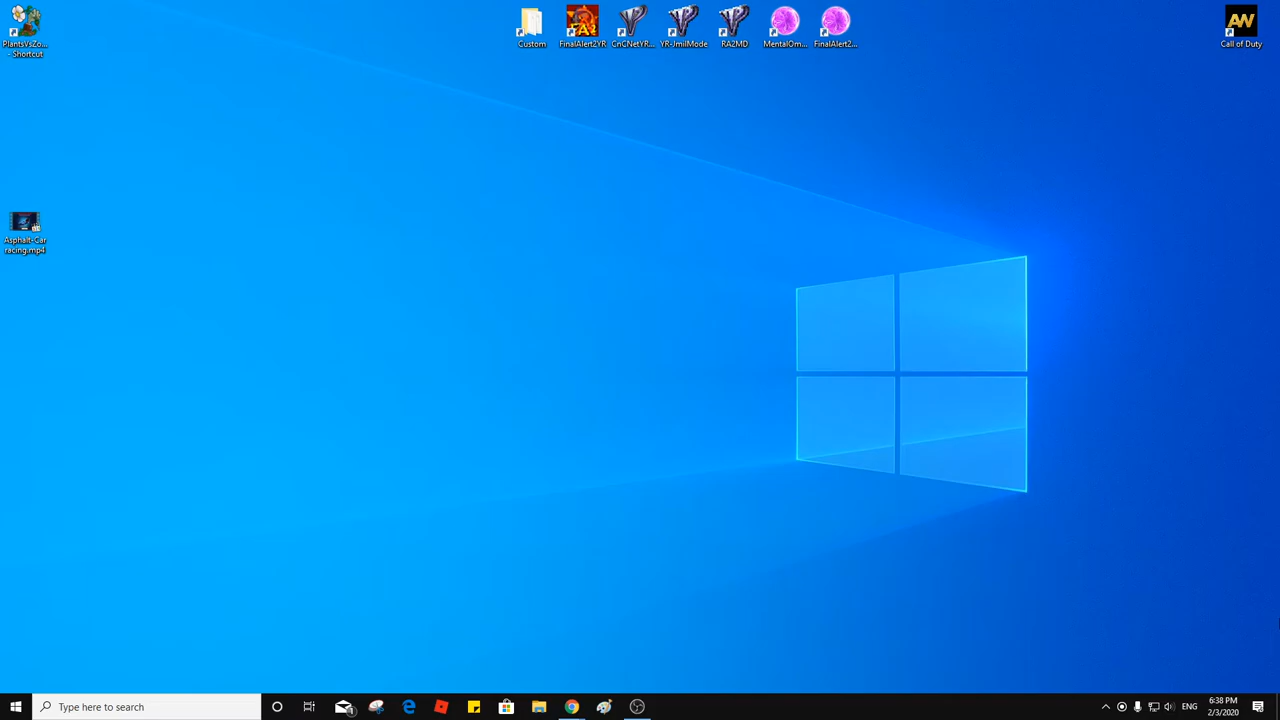 PlantsVsZo...
- Shortcut
Custom
FinalAlert2YR
CnCNetYR...
YR-JmilMode
RA2MD
MentalOm...
FinalAlert2...
AW
Call of Duty
Asphalt-Car
racing.mp4
Type here to search
ENG
6:38 PM
2/3/2020